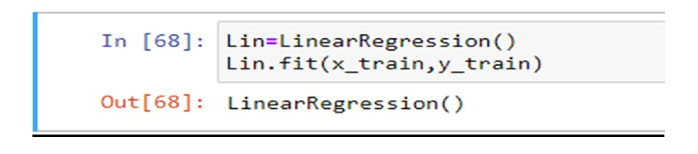 In [68]: Lin=LinearRegression()
Lin.fit(x_train,y_train)
Out[68]: LinearRegression()